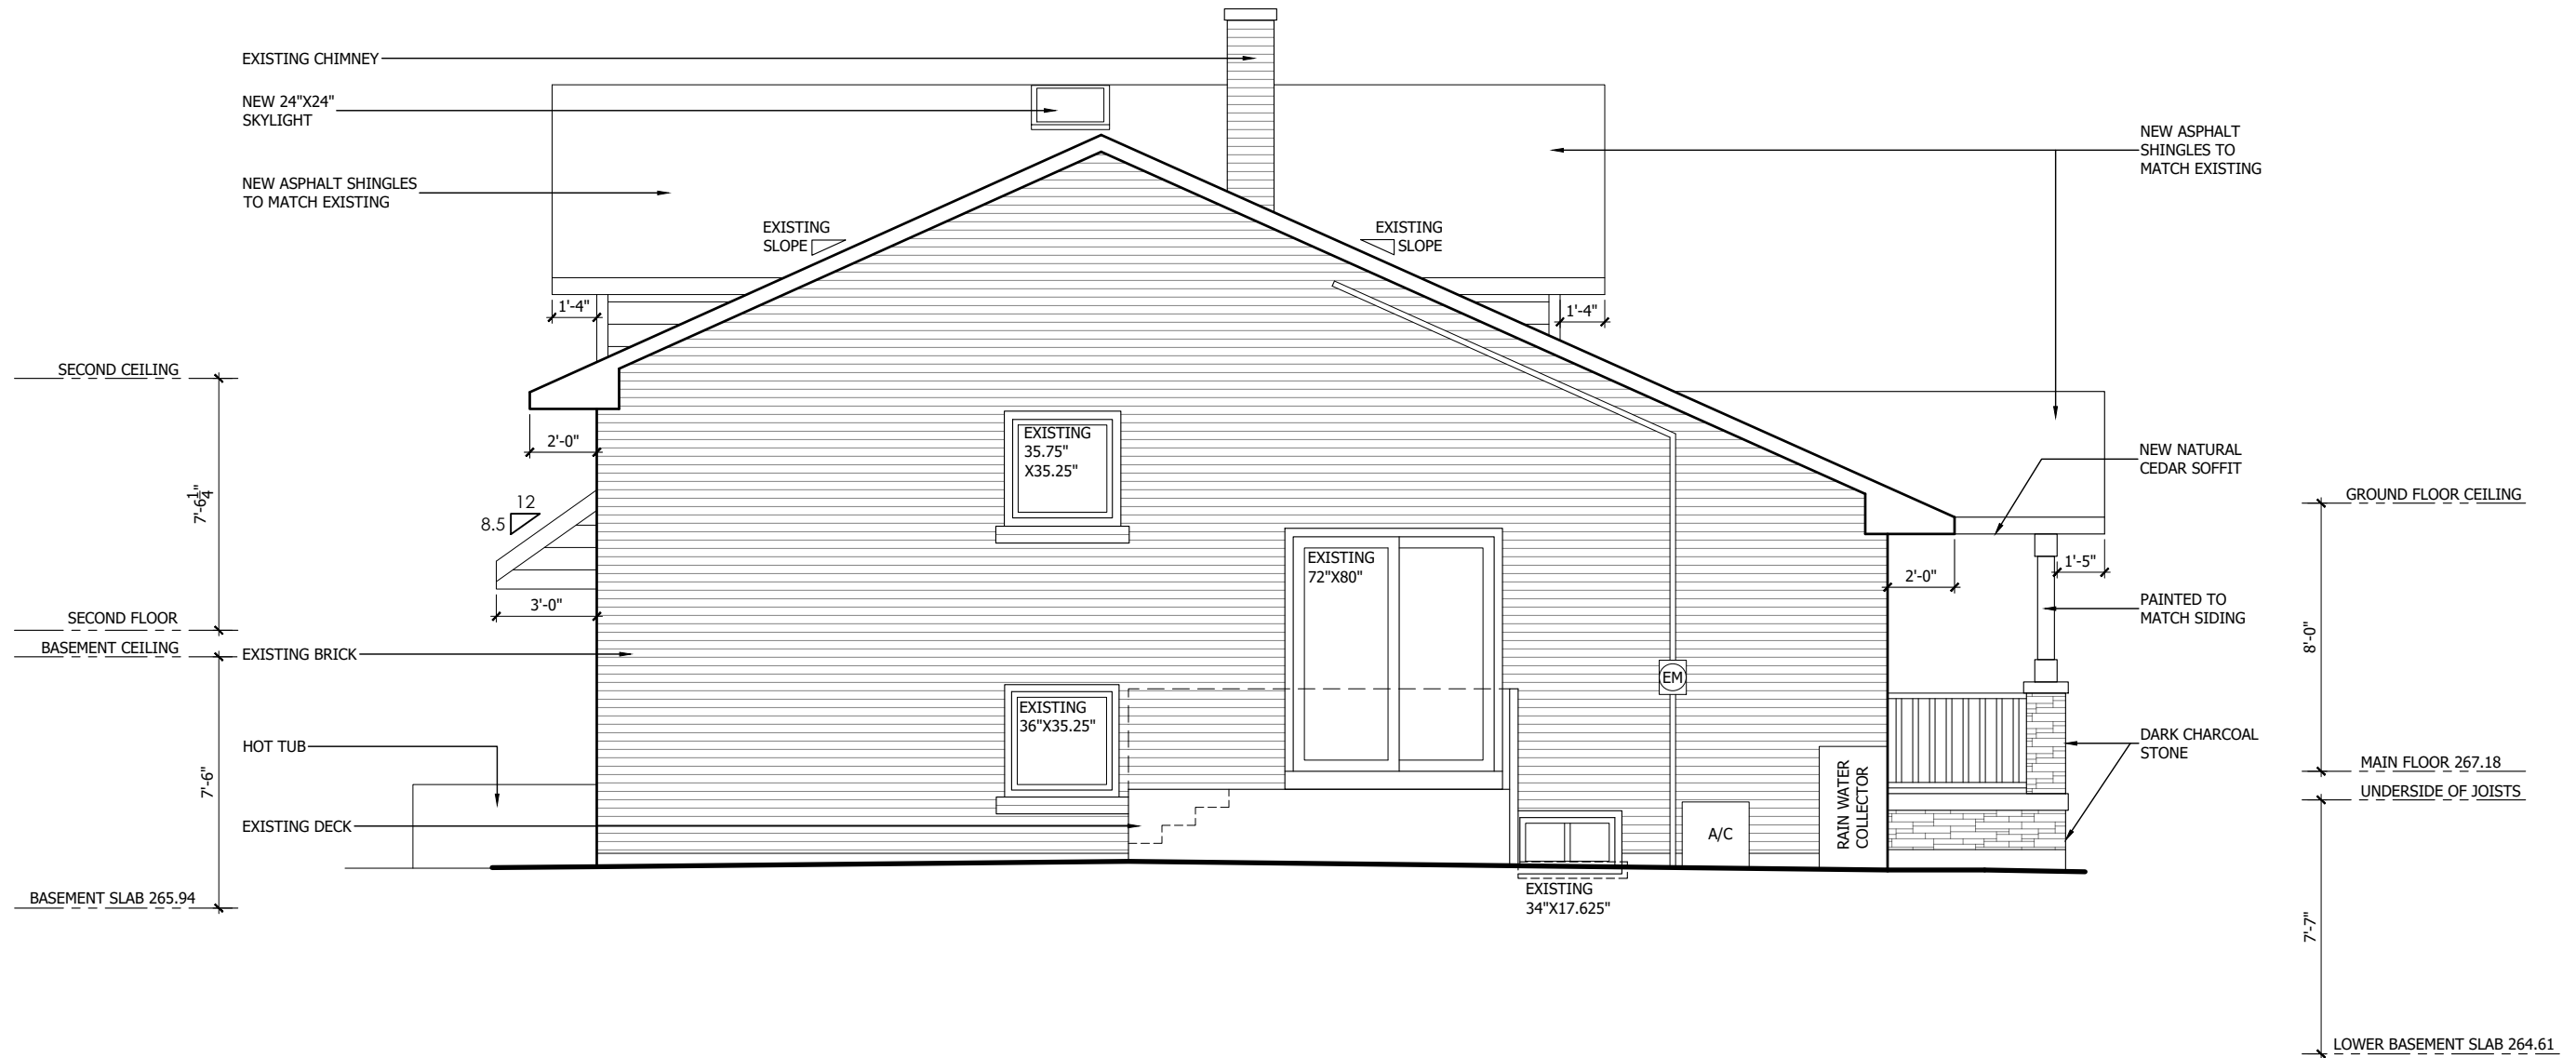 EXISTING CHIMNEY
NEW 24"X24"
SKYLIGHT
NEW ASPHALT SHINGLES
TO MATCH EXISTING
EXISTING
SLOPE
EXISTING
SLOPE
NEW ASPHALT
SHINGLES TO
MATCH EXISTING
1'-4"
1'-4"
SECOND CEILING
2'-0"
7'-6 1/4"
12
8.5
3'-0"
SECOND FLOOR
BASEMENT CEILING
EXISTING BRICK
HOT TUB
7'-6"
EXISTING DECK
BASEMENT SLAB 265.94
EXISTING
35.75"
X35.25"
EXISTING
72"X80"
EXISTING
36"X35.25"
EM
A/C
RAIN WATER
COLLECTOR
EXISTING
34"X17.625"
NEW NATURAL
CEDAR SOFFIT
2'-0"
1'-5"
PAINTED TO
MATCH SIDING
DARK CHARCOAL
STONE
GROUND FLOOR CEILING
8'-0"
MAIN FLOOR 267.18
UNDERSIDE OF JOISTS
7'-7"
LOWER BASEMENT SLAB 264.61